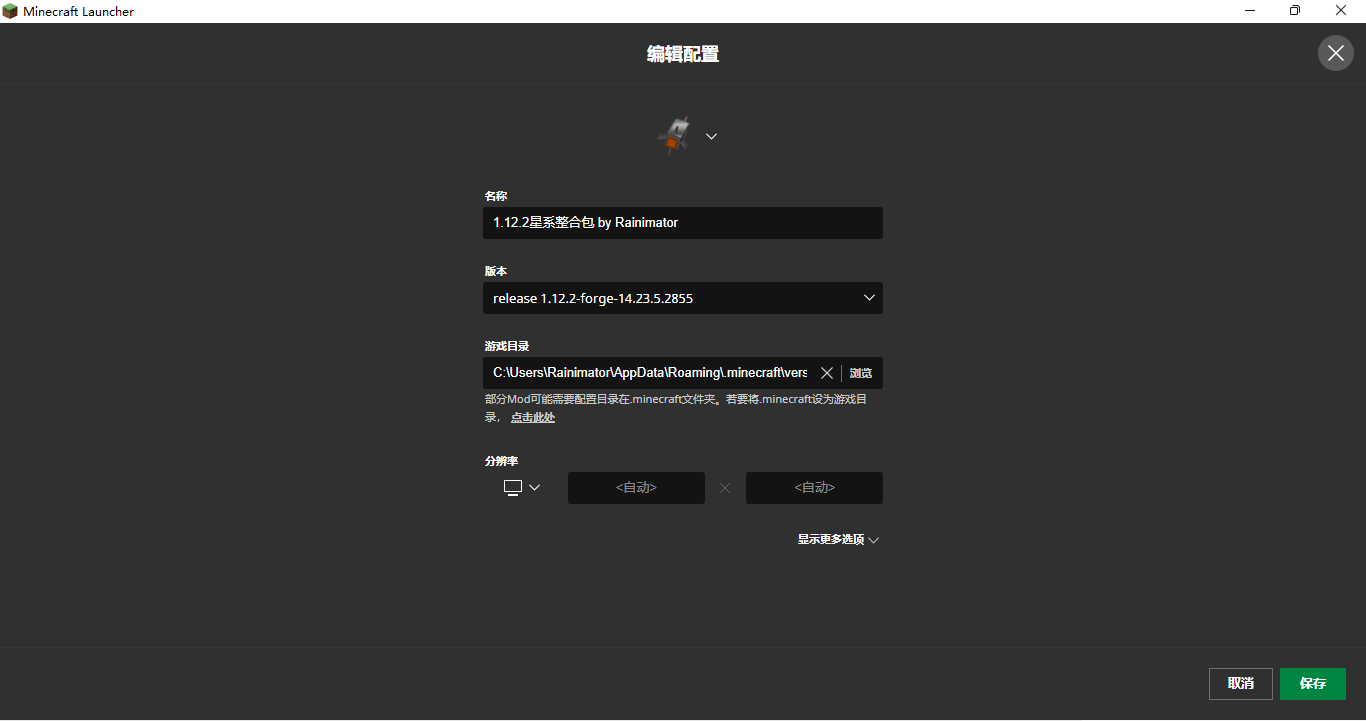 Minecraft Launcher
编辑配置
名称
1.12.2星系整合包 by Rainimator
版本
release 1.12.2-forge-14.23.5.2855
游戏目录
C:\Users\Rainimator\AppData\Roaming\.minecraft\vers
浏览
部分Mod可能需要配置目录在.minecraft文件夹。若要将.minecraft设为游戏目
录， 点击此处
分辨率
<自动> <自动>
显示更多选项
取消 保存